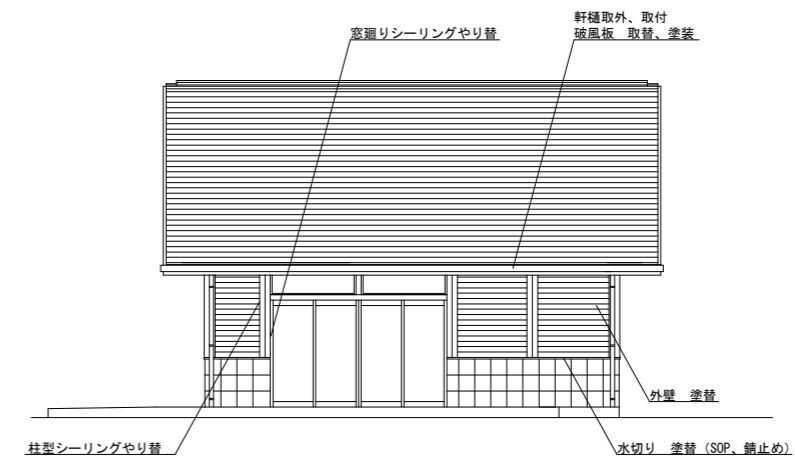 軒樋取外、取付
破風板　取替、塗装
窓廻りシーリングやり替
外壁　塗替
柱型シーリングやり替
水切り　塗替（SOP、錆止め）